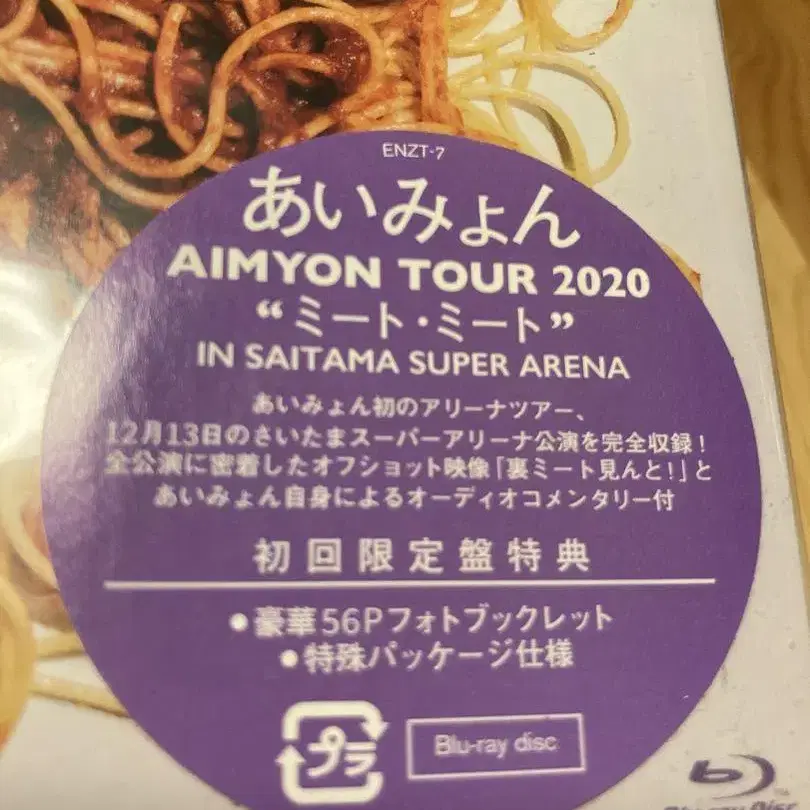 ENZT-7
あいみょん
AIMYON TOUR 2020
“ミート・ミート”
IN SAITAMA SUPER ARENA
あいみょん初のアリーナツアー、
12月13日のさいたまスーパーアリーナ公演を完全収録！
全公演に密着したオフショット映像「裏ミート見んと！」と
あいみょん自身によるオーディオコメンタリー付
初回限定盤特典
•豪華56Pフォトブックレット
•特殊パッケージ仕様
プラ
Blu-ray disc
Blu-ray Disc